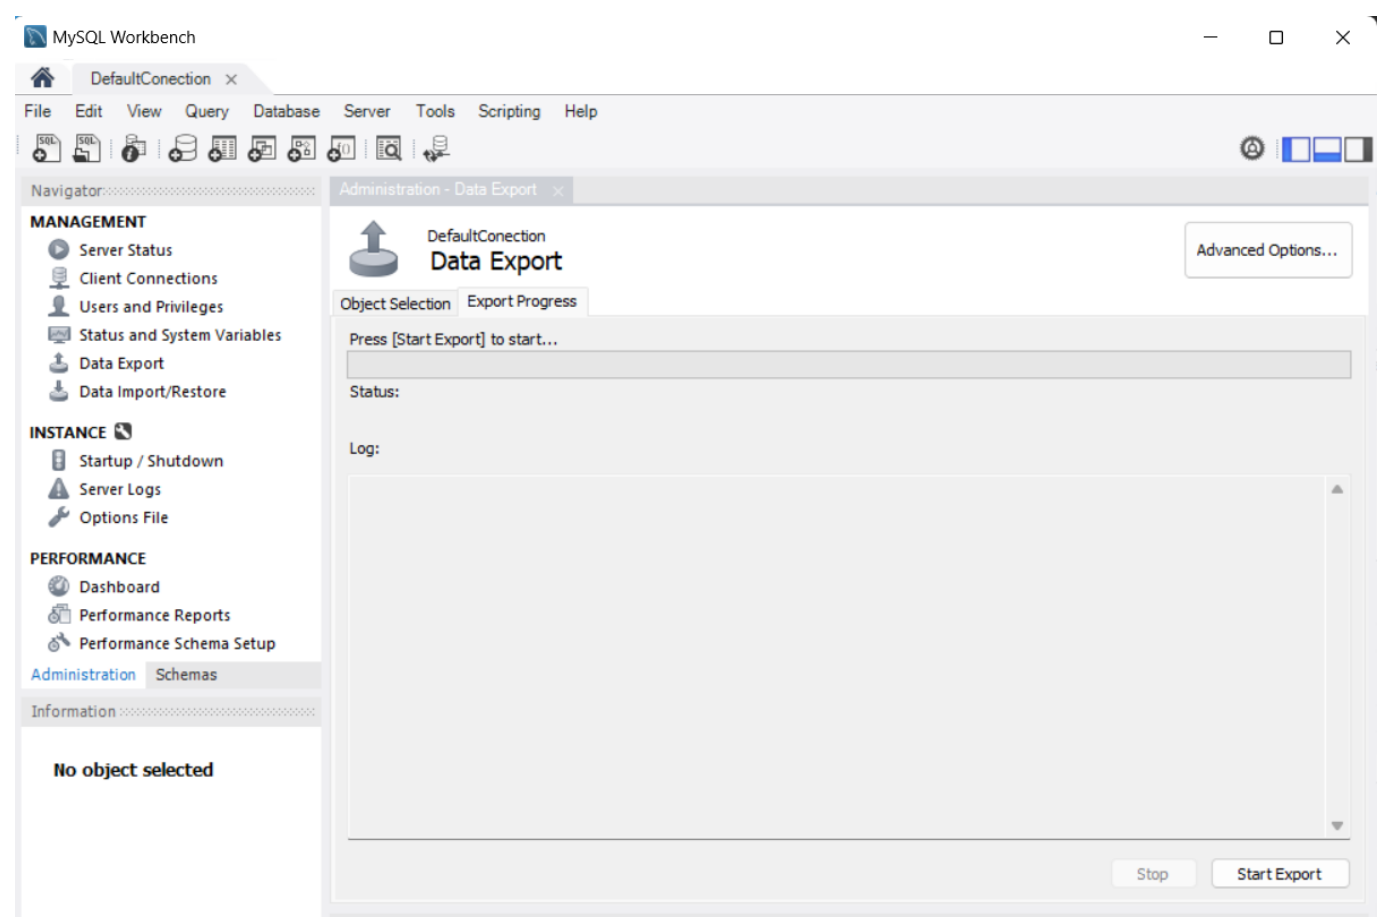 MySQL Workbench
DefaultConection
File Edit View Query Database Server Tools Scripting Help
SQL SQL
Navigator
MANAGEMENT
Server Status
Client Connections
Users and Privileges
Status and System Variables
Data Export
Data Import/Restore
INSTANCE
Startup / Shutdown
Server Logs
Options File
PERFORMANCE
Dashboard
Performance Reports
Performance Schema Setup
Administration Schemas
Information
No object selected
Administration - Data Export
DefaultConection
Data Export
Advanced Options...
Object Selection Export Progress
Press [Start Export] to start...
Status:
Log:
Stop Start Export